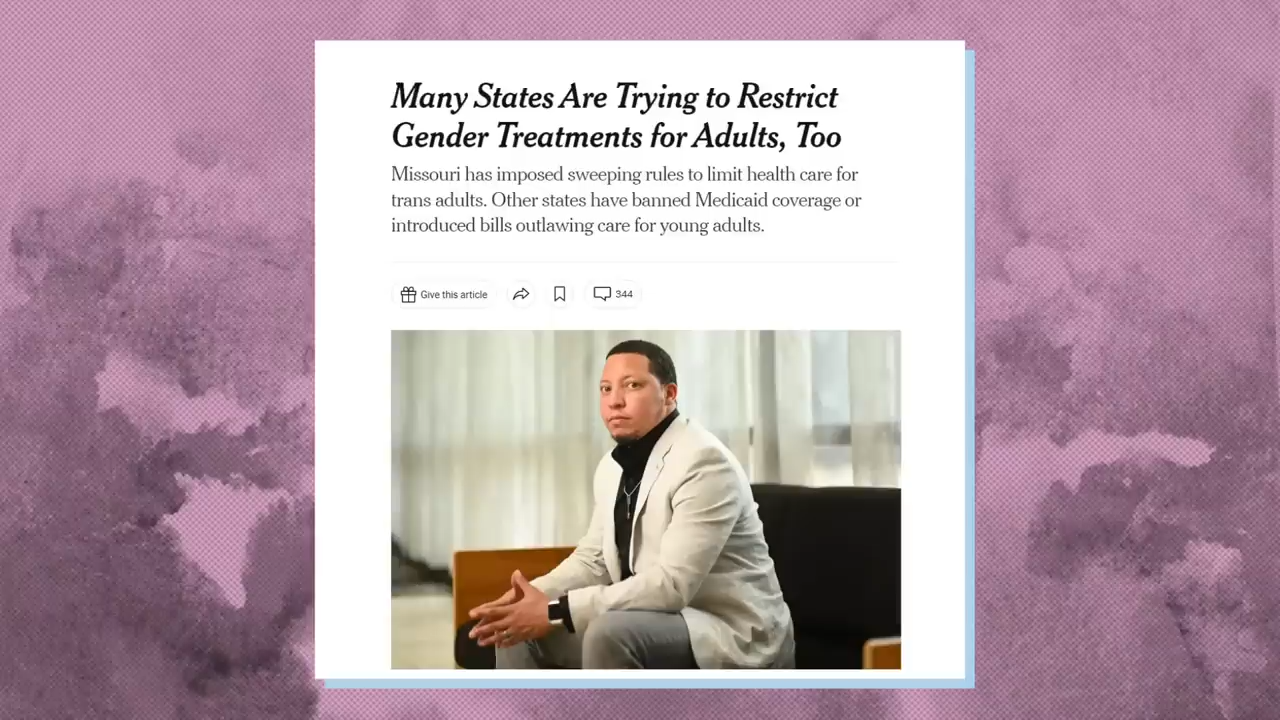 Many States Are Trying to Restrict
Gender Treatments for Adults, Too
Missouri has imposed sweeping rules to limit health care for
trans adults. Other states have banned Medicaid coverage or
introduced bills outlawing care for young adults.
Give this article
344